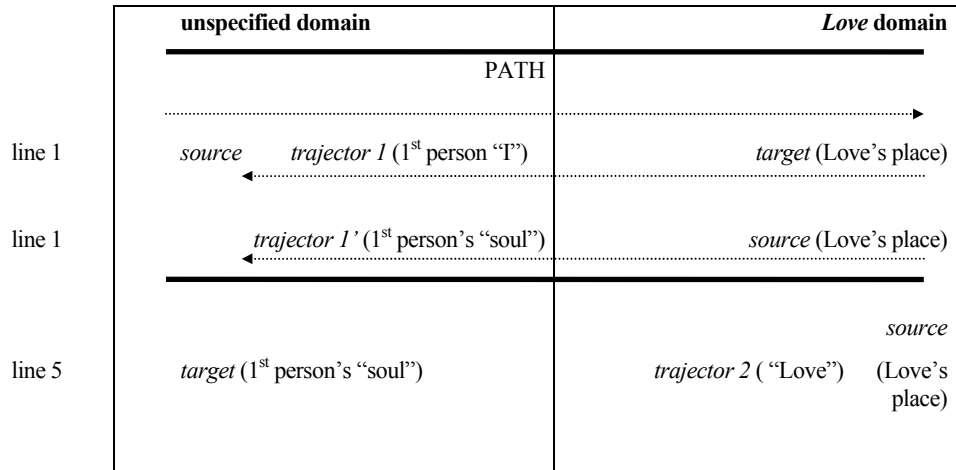 unspecified domain Love domain
PATH
line 1 source trajector 1 (1st person “I”) target (Love’s place)
line 1 trajector 1’ (1st person’s “soul”) source (Love’s place)
source
line 5 target (1st person’s “soul”) trajector 2 ( “Love”) (Love’s
place)